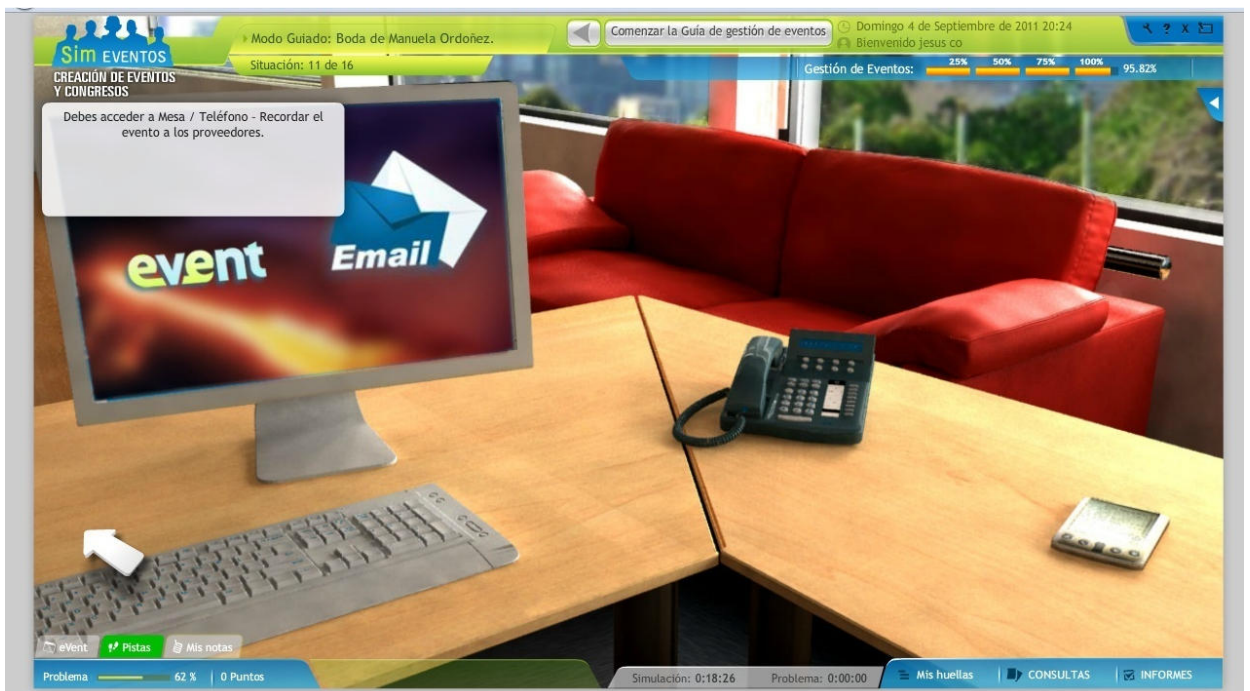 Sim EVENTOS
CREACIÓN DE EVENTOS
Y CONGRESOS
Modo Guiado: Boda de Manuela Ordoñez.
Situación: 11 de 16
Comenzar la Guía de gestión de eventos
Domingo 4 de Septiembre de 2011 20:24
Bienvenido jesus co
? X
Gestión de Eventos: 25% 50% 75% 100% 95.82%
Debes acceder a Mesa / Teléfono - Recordar el
evento a los proveedores.
event
Email
eVent
Pistas
Mis notas
Problema 62 % 0 Puntos
Simulación: 0:18:26
Problema: 0:00:00
Mis huellas
CONSULTAS
INFORMES